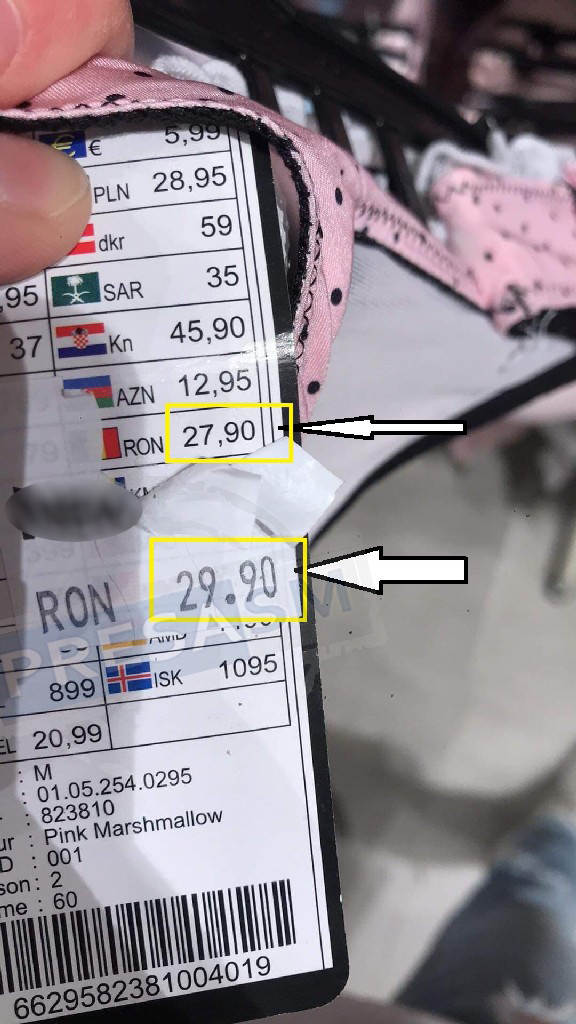 € 5,99
PLN 28,95
dkr 59
,95 SAR 35
37 Kn 45,90
AZN 12,95
RON 27,90
RON 29.90
PRESASM
AMD
899 ISK 1095
EL 20,99
: M
: 01.05.254.0295
: 823810
ur : Pink Marshmallow
D : 001
son : 2
me : 60
6629582381004019